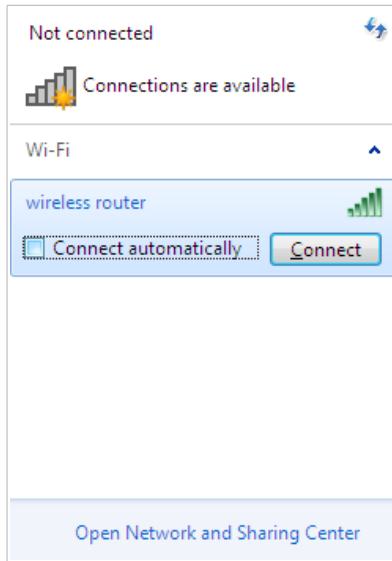 Not connected
Connections are available
Wi-Fi
wireless router
Connect automatically
Connect
Open Network and Sharing Center